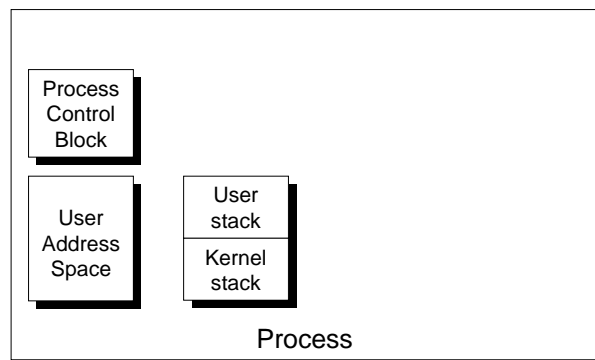 Process
Control
Block
User
Address
Space
User
stack
Kernel
stack
Process